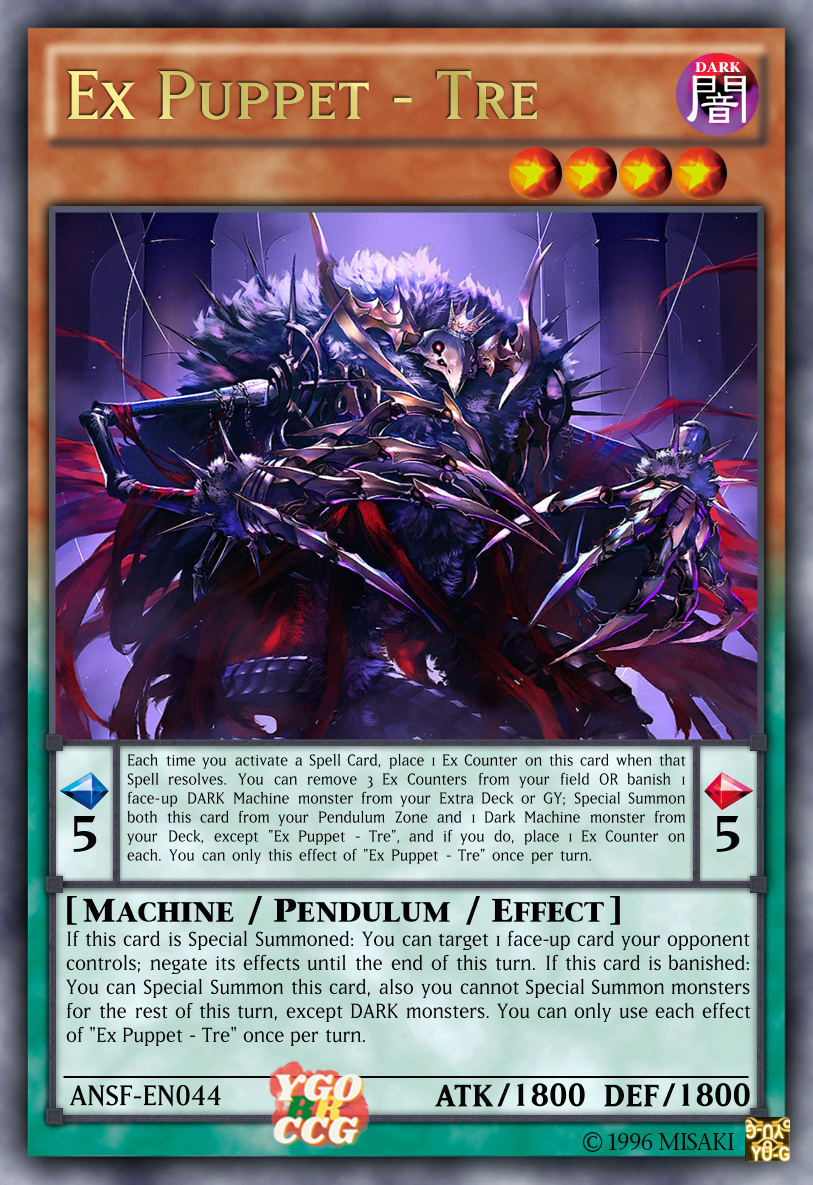 Ex Puppet - Tre
DARK
闇
Each time you activate a Spell Card, place 1 Ex Counter on this card when that
Spell resolves. You can remove 3 Ex Counters from your field OR banish 1
face-up DARK Machine monster from your Extra Deck or GY; Special Summon
both this card from your Pendulum Zone and 1 Dark Machine monster from
your Deck, except "Ex Puppet - Tre", and if you do, place 1 Ex Counter on
each. You can only this effect of "Ex Puppet - Tre" once per turn.
5
5
[ Machine / Pendulum / Effect ]
If this card is Special Summoned: You can target 1 face-up card your opponent
controls; negate its effects until the end of this turn. If this card is banished:
You can Special Summon this card, also you cannot Special Summon monsters
for the rest of this turn, except DARK monsters. You can only use each effect
of "Ex Puppet - Tre" once per turn.
ANSF-EN044
YGO
RR
CCG
ATK/1800 DEF/1800
© 1996 MISAKI